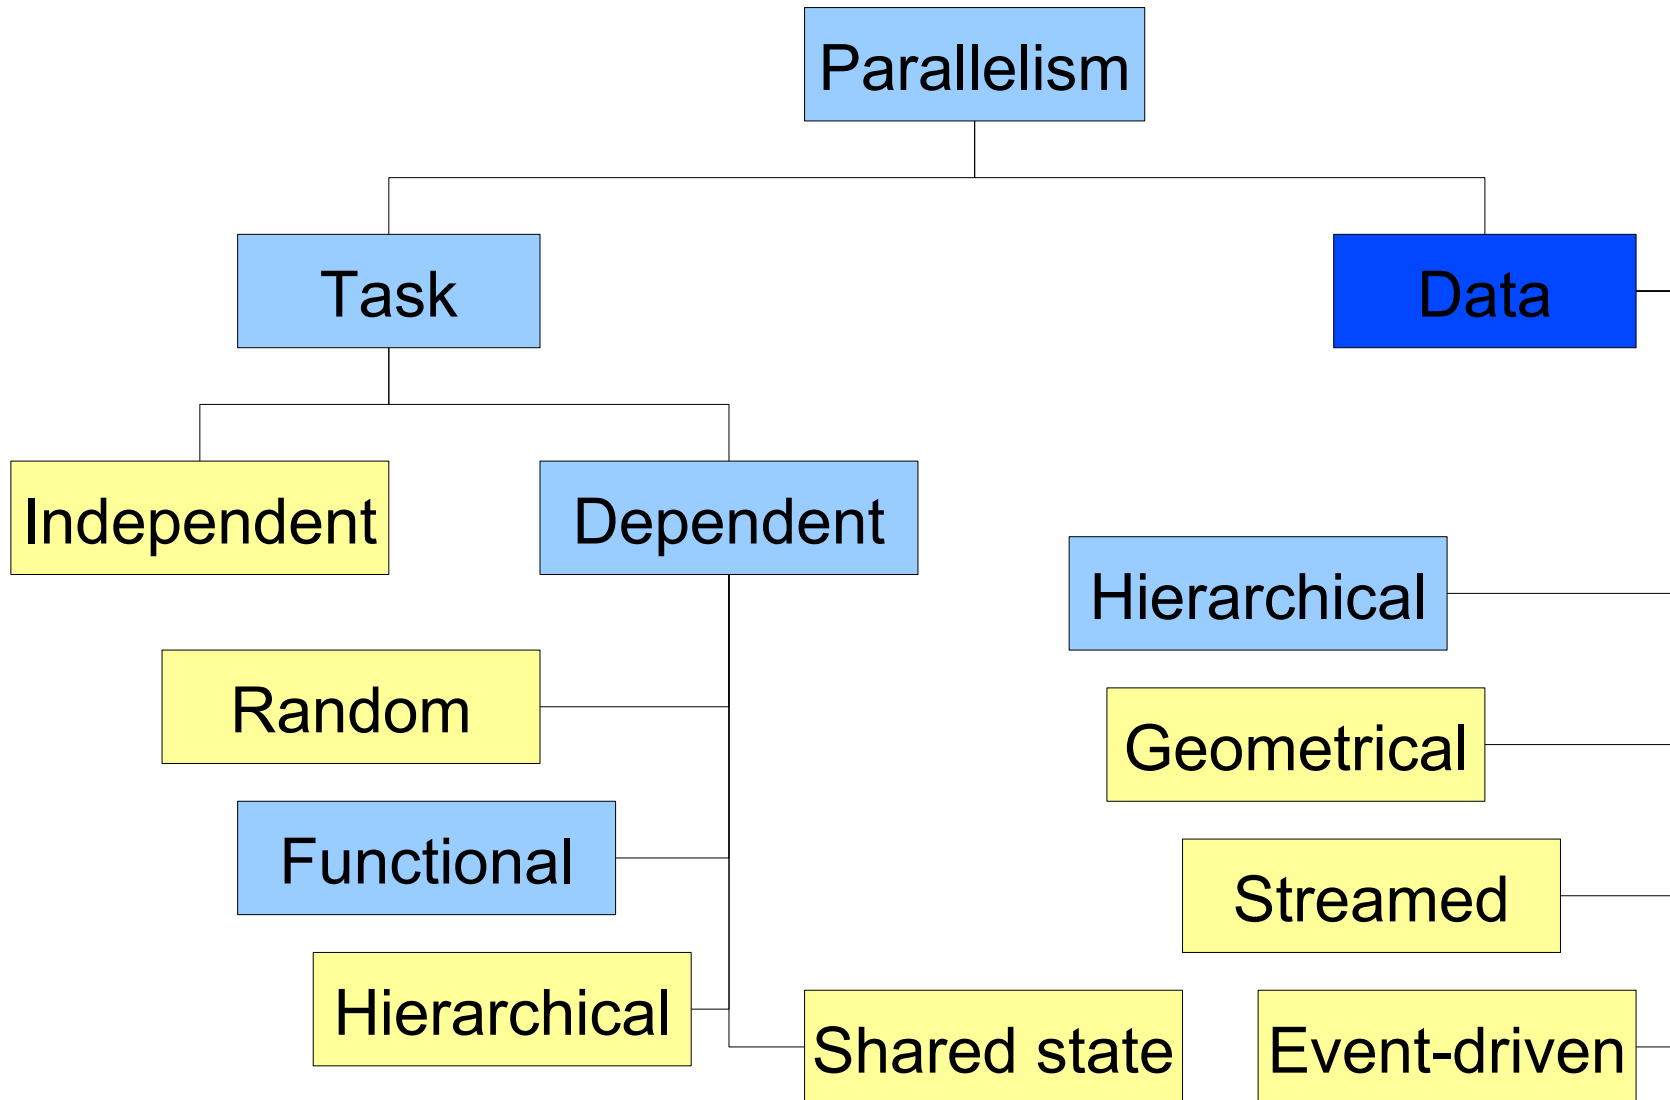 Parallelism
Task
Data
Independent
Dependent
Hierarchical
Random
Geometrical
Functional
Streamed
Hierarchical
Shared state
Event-driven